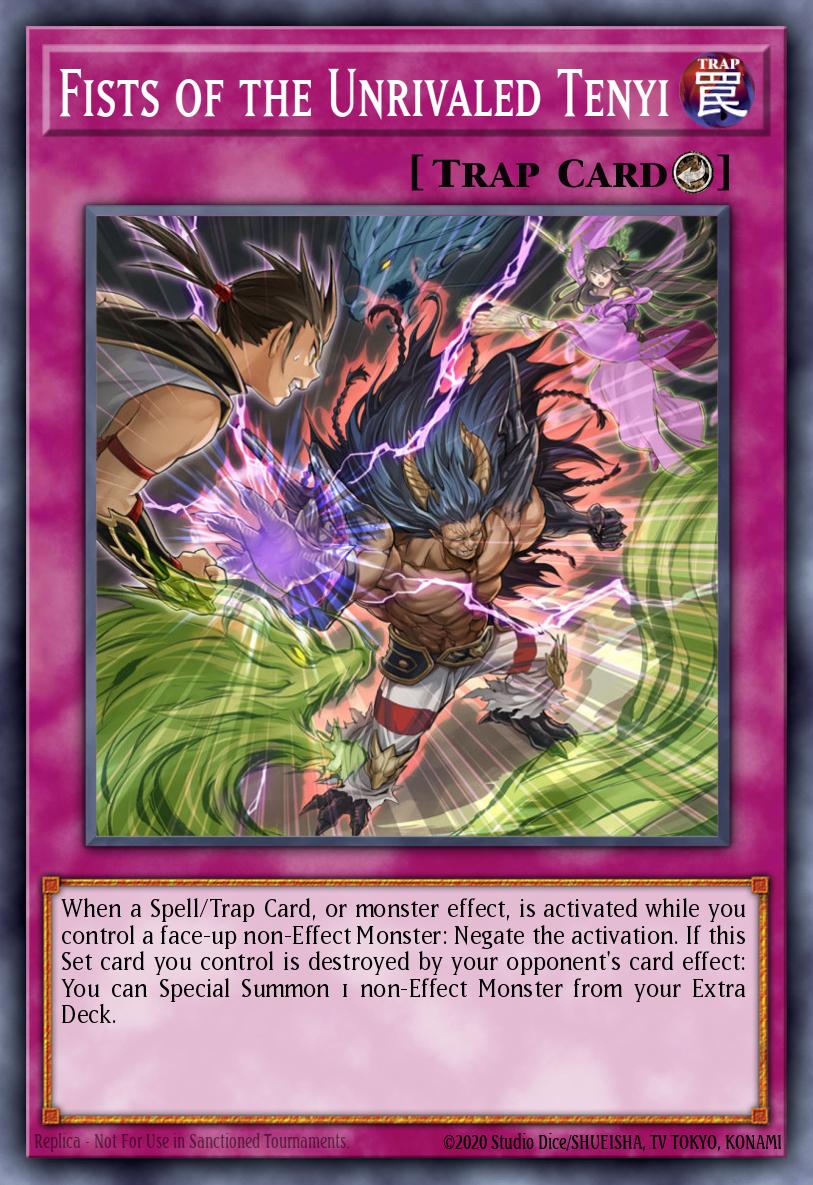 Fists of the Unrivaled Tenyi
TRAP
罠
[Trap Card]
When a Spell/Trap Card, or monster effect, is activated while you
control a face-up non-Effect Monster: Negate the activation. If this
Set card you control is destroyed by your opponent's card effect:
You can Special Summon 1 non-Effect Monster from your Extra
Deck.
Replica - Not For Use in Sanctioned Tournaments.
©2020 Studio Dice/SHUEISHA, TV TOKYO, KONAMI